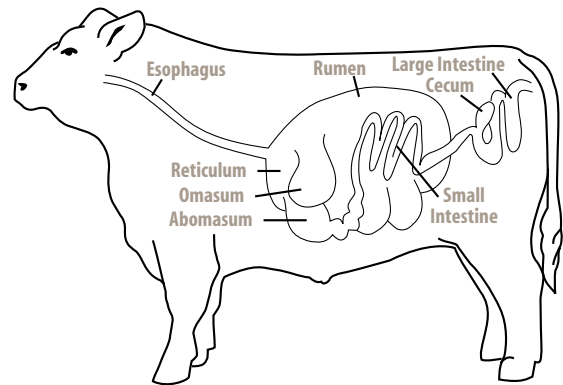 Esophagus
Rumen
Large Intestine
Cecum
Reticulum
Omasum
Abomasum
Small
Intestine